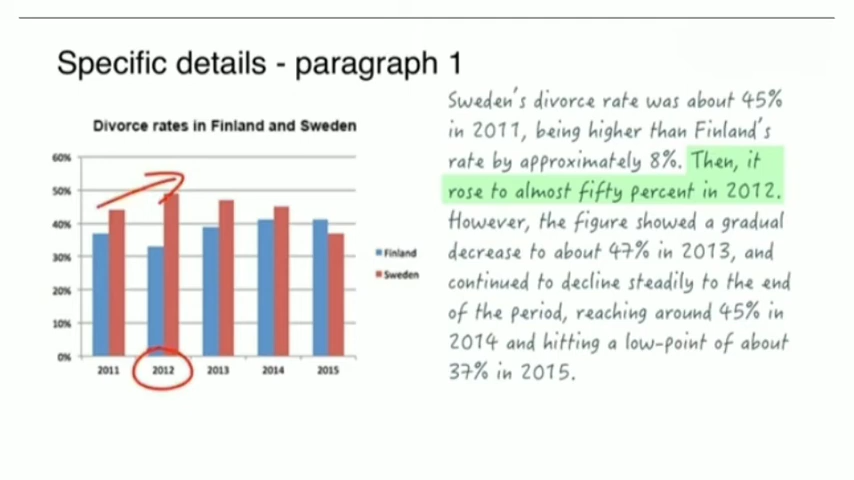 Specific details - paragraph 1
Divorce rates in Finland and Sweden
60%
50%
40%
30%
20%
10%
0%
2011
2012
2013
2014
2015
Finland
Sweden
Sweden's divorce rate was about 45%
in 2011, being higher than Finland's
rate by approximately 8%. Then, it
rose to almost fifty percent in 2012.
However, the figure showed a gradual
decrease to about 47% in 2013, and
continued to decline steadily to the end
of the period, reaching around 45% in
2014 and hitting a low-point of about
37% in 2015.